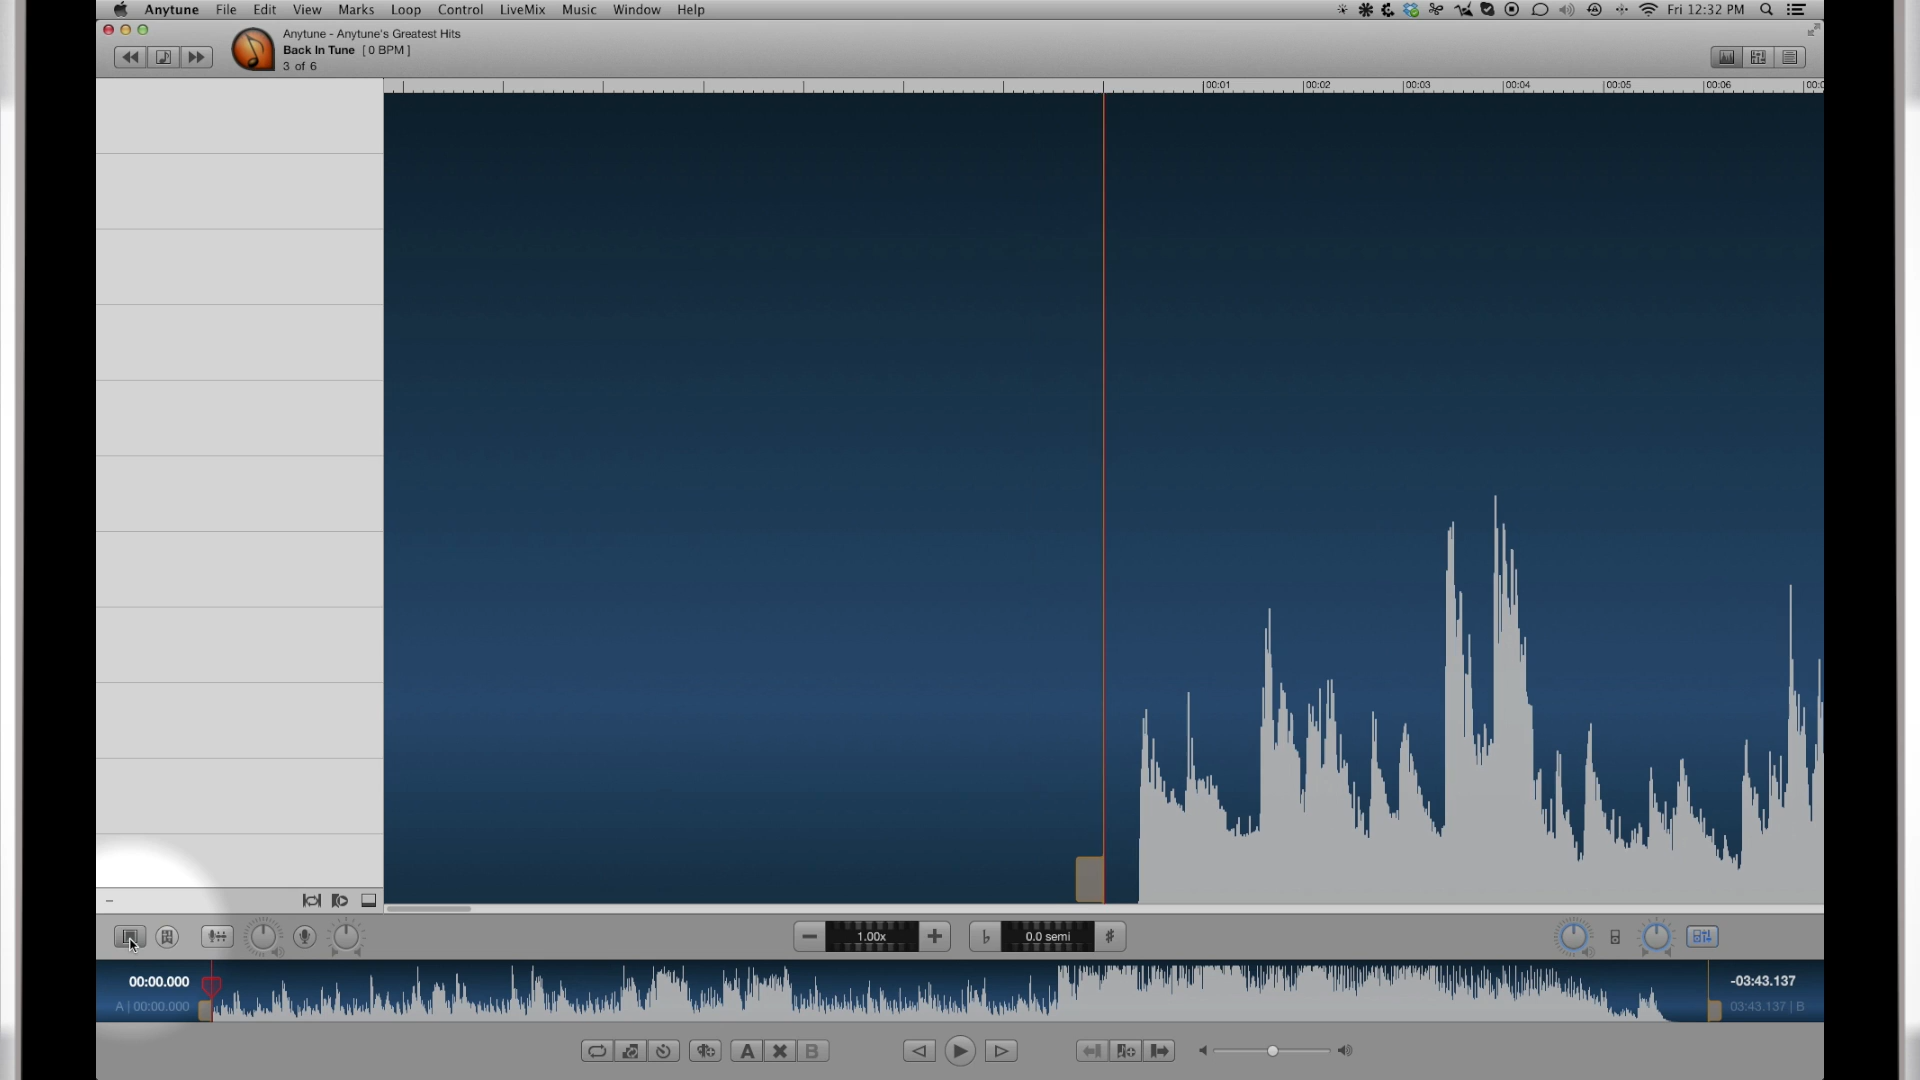 Anytune File Edit View Marks Loop Control LiveMix Music Window Help Fri 12:32 PM
Anytune - Anytune's Greatest Hits
Back In Tune [ 0 BPM ]
3 of 6
00:01 00:02 00:03 00:04 00:05 00:06
1.00x 0.0 semi
00:00.000 -03:43.137
A | 00:00.000 03:43.137 | B
A B